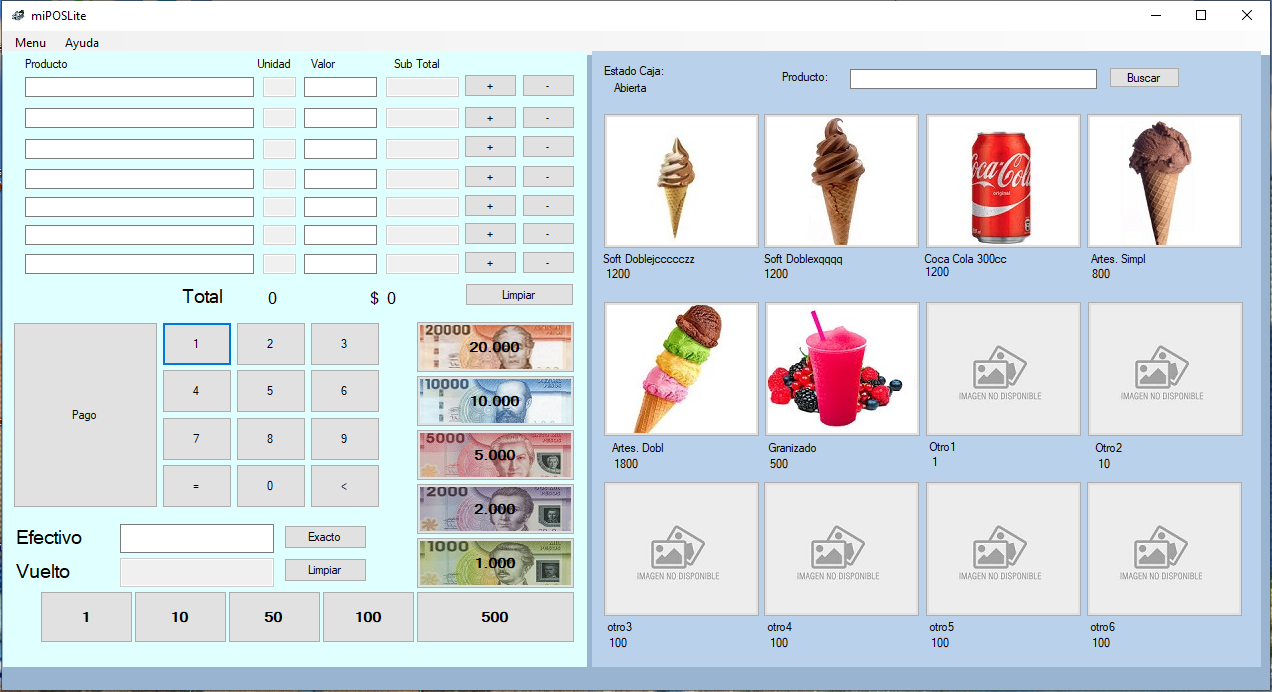 miPOSLite
Menu Ayuda
Producto Unidad Valor Sub Total
+ -
+ -
+ -
+ -
+ -
+ -
+ -
Total 0 $ 0 Limpiar
Pago
1 2 3
4 5 6
7 8 9
= 0 <
20000
20.000
10000
10.000
5000
5.000
2000
2.000
1000
1.000
Efectivo Exacto
Vuelto Limpiar
1 10 50 100 500
Estado Caja:
Abierta
Producto: Buscar
Coca-Cola
original
Soft Doblejccccczz Soft Doblexqqqq Coca Cola 300cc Artes. Simpl
1200 1200 1200 800
IMAGEN NO DISPONIBLE IMAGEN NO DISPONIBLE
Artes. Dobl Granizado Otro1 Otro2
1800 500 1 10
IMAGEN NO DISPONIBLE IMAGEN NO DISPONIBLE IMAGEN NO DISPONIBLE IMAGEN NO DISPONIBLE
otro3 otro4 otro5 otro6
100 100 100 100